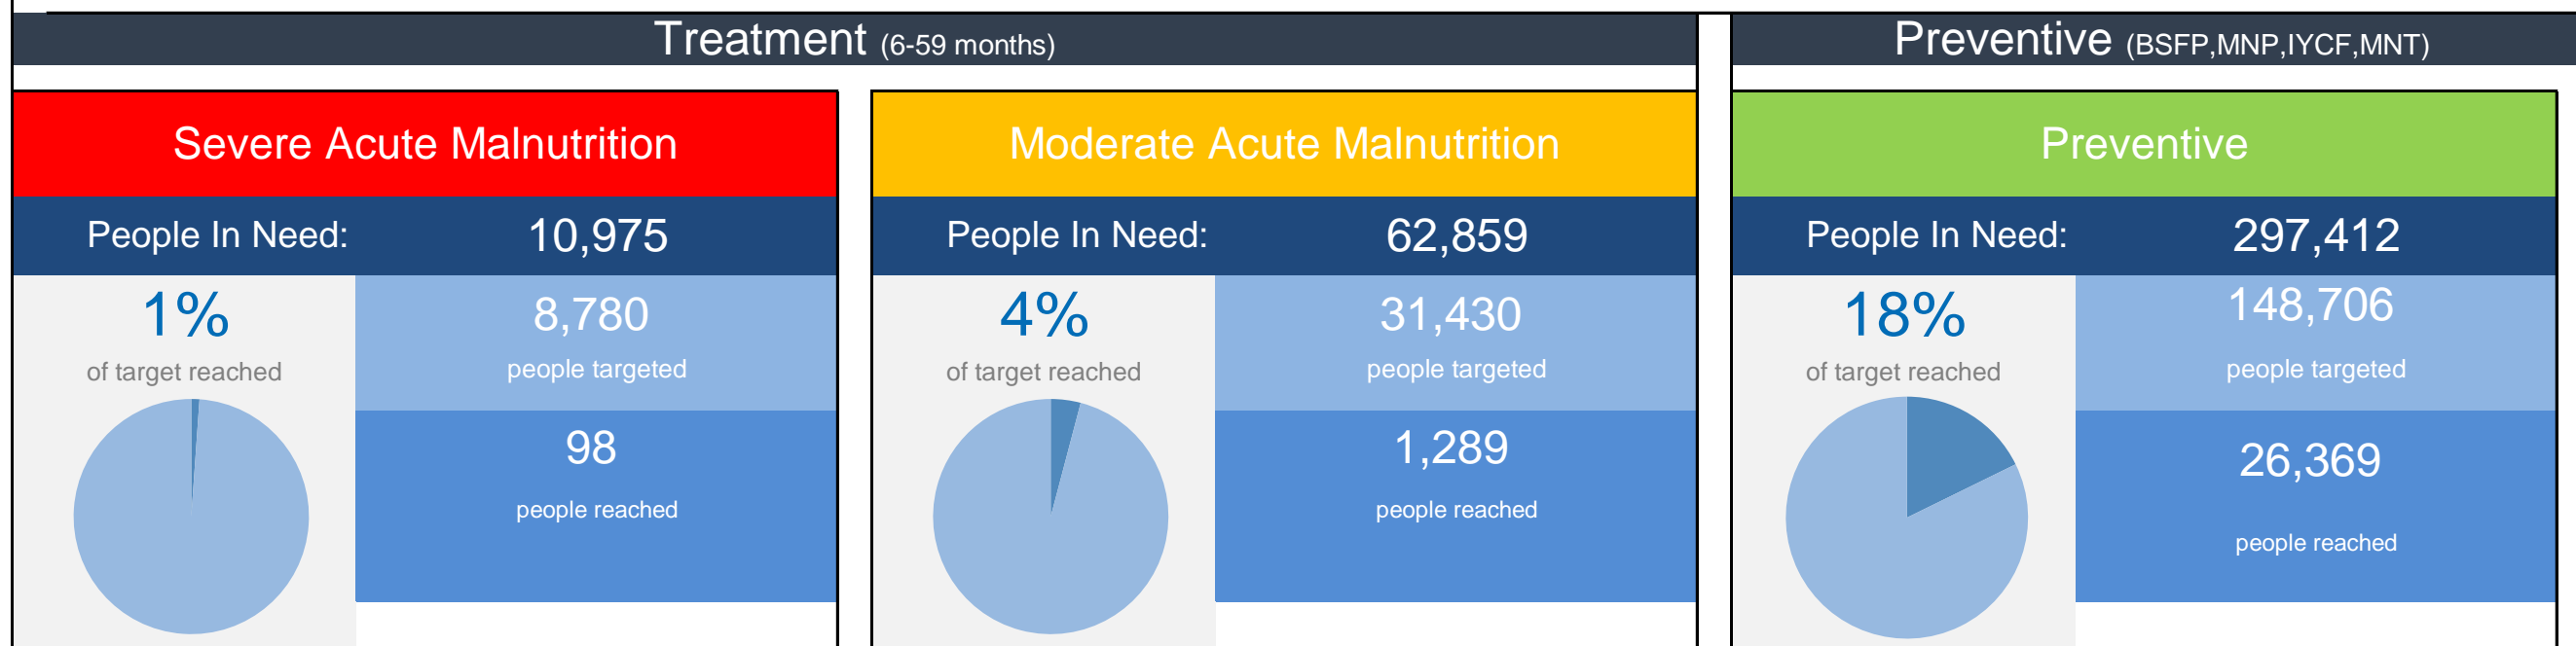 Treatment (6-59 months)
Severe Acute Malnutrition
People In Need: 10,975
1%
of target reached
8,780
people targeted
98
people reached
Moderate Acute Malnutrition
People In Need: 62,859
4%
of target reached
31,430
people targeted
1,289
people reached
Preventive (BSFP,MNP,IYCF,MNT)
Preventive
People In Need: 297,412
18%
of target reached
148,706
people targeted
26,369
people reached